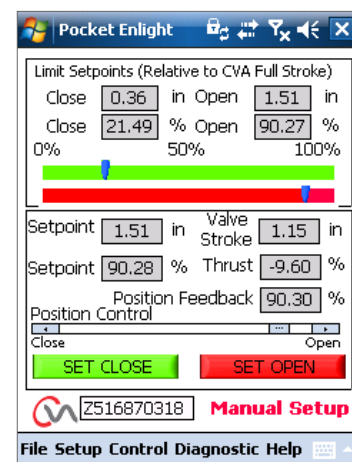 Pocket Enlight
Limit Setpoints (Relative to CVA Full Stroke)
Close 0.36 in Open 1.51 in
Close 21.49 % Open 90.27 %
0% 50% 100%
Setpoint 1.51 in Valve Stroke 1.15 in
Setpoint 90.28 % Thrust -9.60 %
Position Feedback 90.30 %
Position Control
Close Open
SET CLOSE SET OPEN
Z516870318 Manual Setup
File Setup Control Diagnostic Help